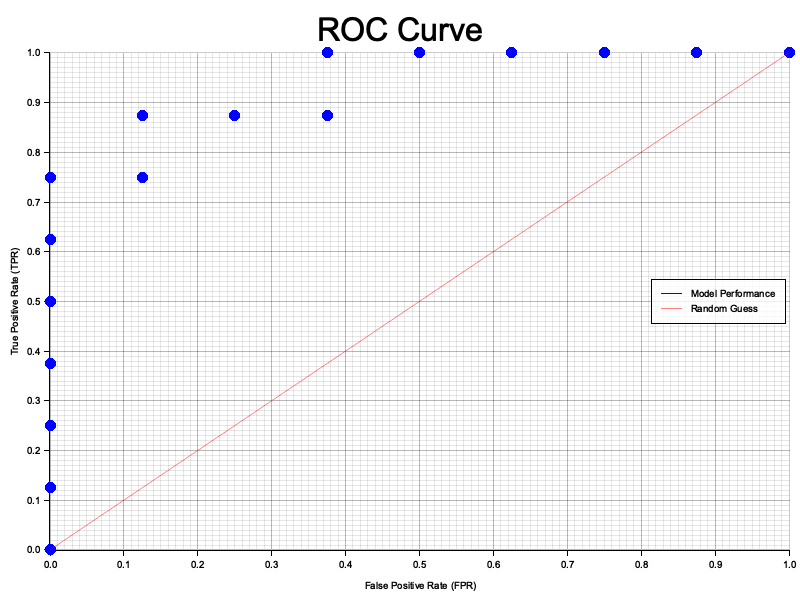 ROC Curve
1.0
0.9
0.8
0.7
0.6
0.5
0.4
0.3
0.2
0.1
0.0
True Positive Rate (TPR)
Model Performance
Random Guess
0.0 0.1 0.2 0.3 0.4 0.5 0.6 0.7 0.8 0.9 1.0
False Positive Rate (FPR)